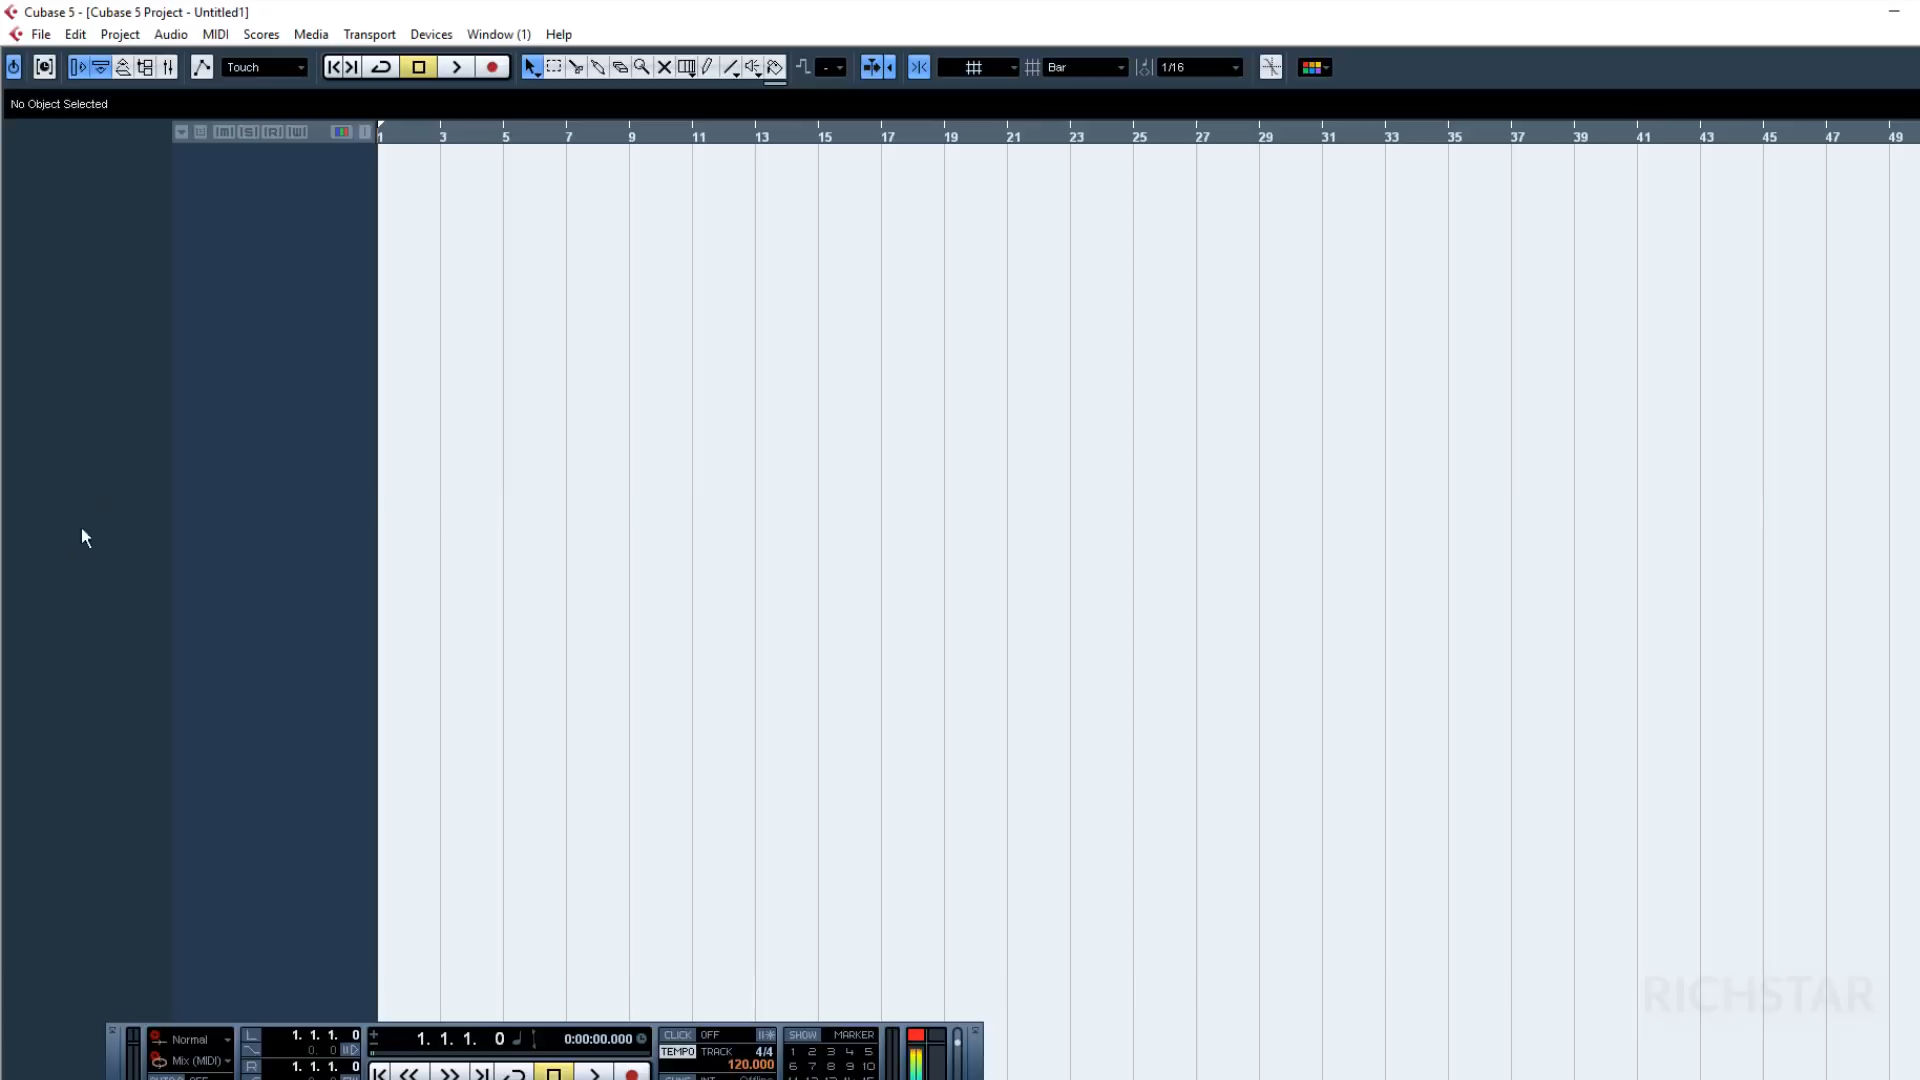 Cubase 5 - [Cubase 5 Project - Untitled1]
File Edit Project Audio MIDI Scores Media Transport Devices Window (1) Help
Touch - Bar 1/16
No Object Selected
1 3 5 7 9 11 13 15 17 19 21 23 25 27 29 31 33 35 37 39 41 43 45 47 49
RICHSTAR
Normal L 1. 1. 1. 0 1. 1. 1. 0 0:00:00.000 CLICK OFF SHOW MARKER
0. 0 TEMPO TRACK 4/4 1 2 3 4 5
Mix (MIDI) R 1. 1. 1. 0 120.000 6 7 8 9 10